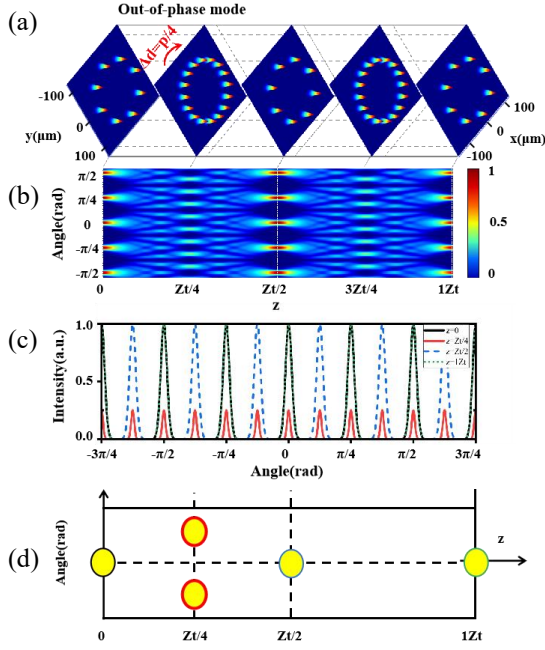 (a)
Out-of-phase mode
Δd=p/4
-100
0
100
y(μm)
100
0
-100
x(μm)
(b)
Angle(rad)
π/2
π/4
0
-π/4
-π/2
0
Zt/4
Zt/2
3Zt/4
1Zt
z
1
0.5
0
(c)
Intensity(a.u.)
1.0
0.5
0.0
z=0
z=Zt/4
z=Zt/2
z=1Zt
-3π/4
-π/2
-π/4
0
π/4
π/2
3π/4
Angle(rad)
(d)
Angle(rad)
z
0
Zt/4
Zt/2
1Zt